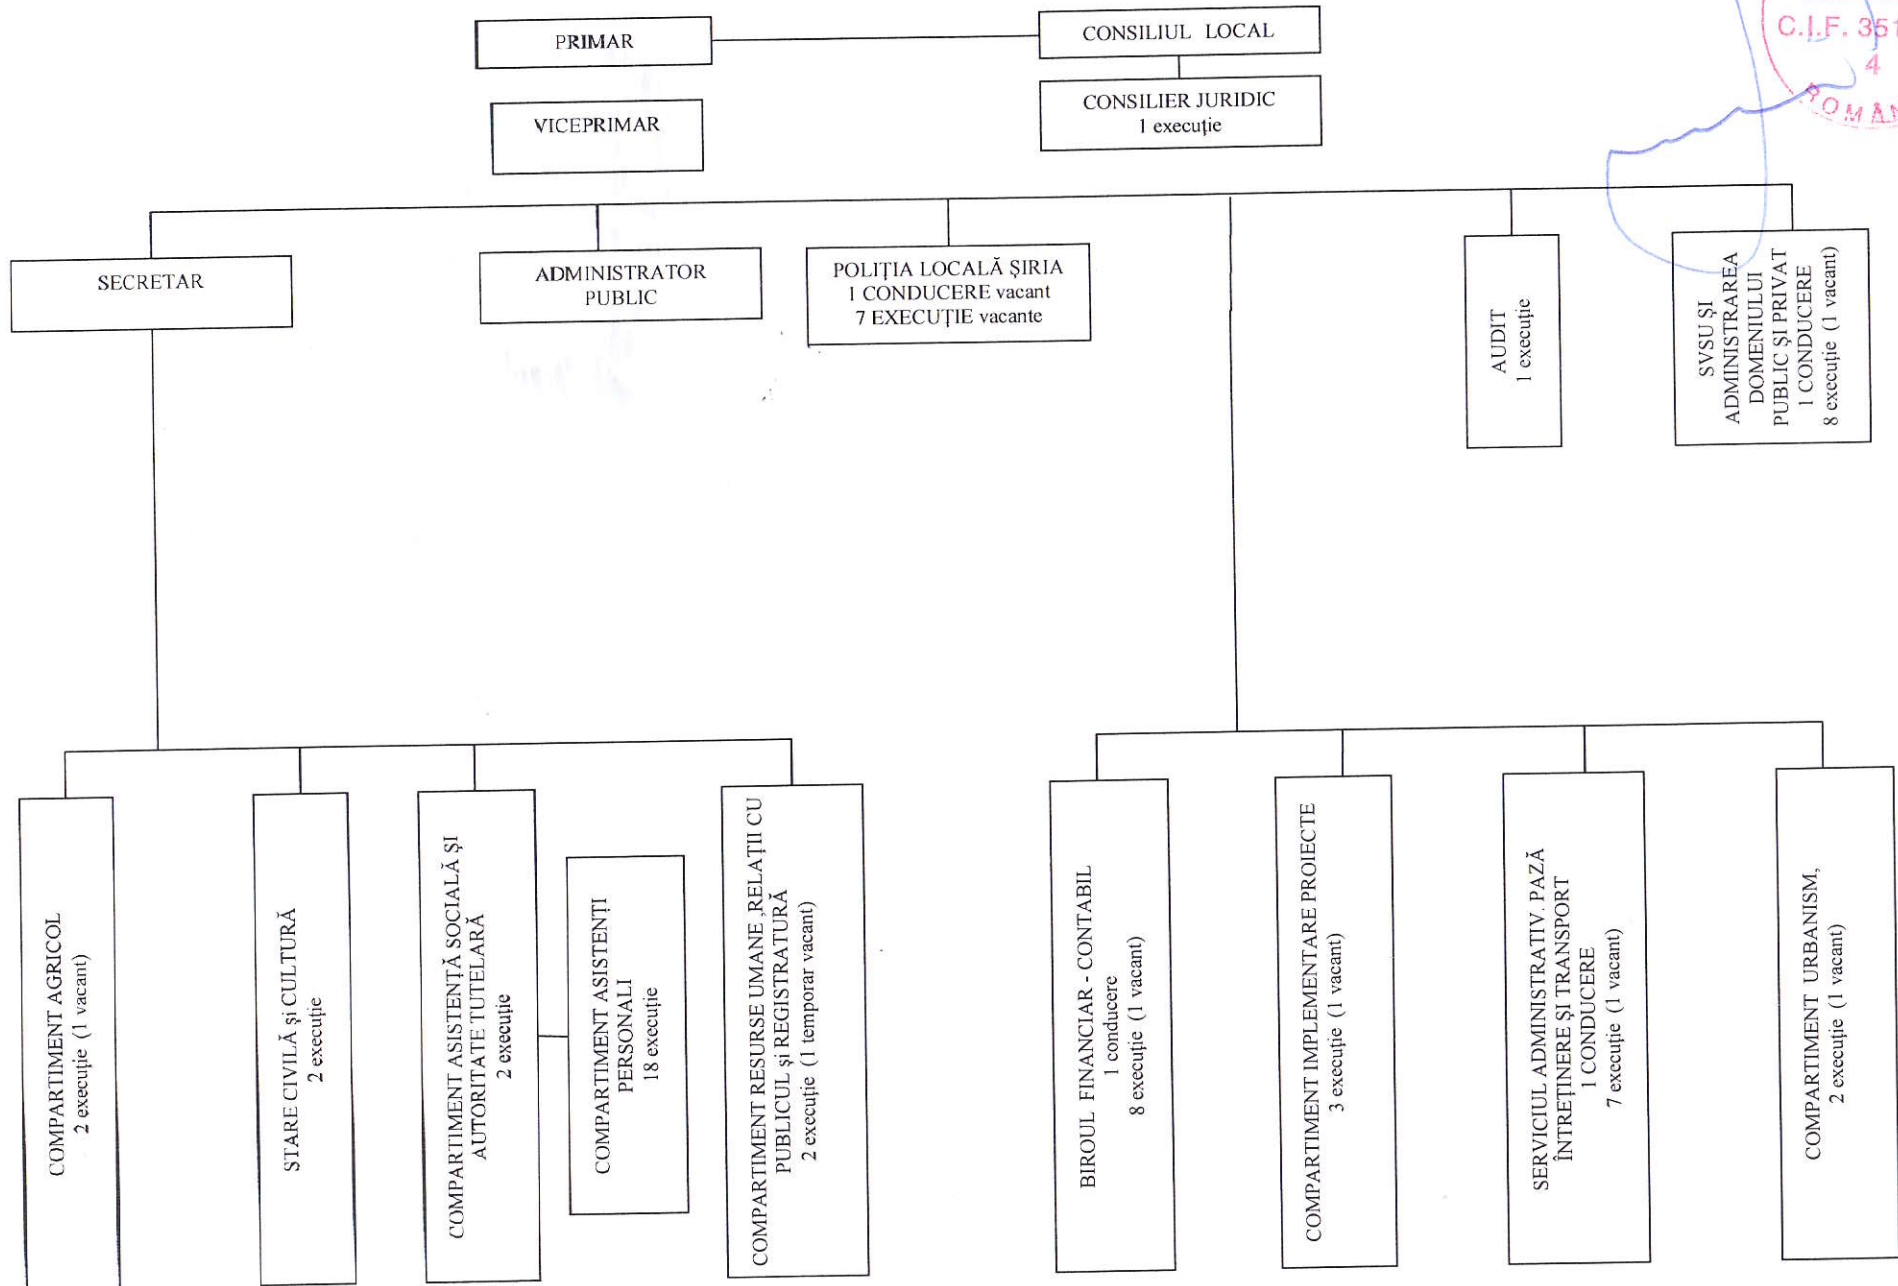 PRIMAR
CONSILIUL LOCAL
VICEPRIMAR
CONSILIER JURIDIC
1 execuție
C.I.F. 351
4
ROMÂN
SECRETAR
ADMINISTRATOR
PUBLIC
POLIȚIA LOCALĂ ȘIRIA
1 CONDUCERE vacant
7 EXECUȚIE vacante
AUDIT
1 execuție
SVSU ȘI
ADMINISTRAREA
DOMENIULUI
PUBLIC ȘI PRIVAT
1 CONDUCERE
8 execuție (1 vacant)
COMPARTIMENT AGRICOL
2 execuție (1 vacant)
STARE CIVILĂ și CULTURĂ
2 execuție
COMPARTIMENT ASISTENȚĂ SOCIALĂ ȘI
AUTORITATE TUTELARĂ
2 execuție
COMPARTIMENT ASISTENȚI
PERSONALI
18 execuție
COMPARTIMENT RESURSE UMANE ,RELAȚII CU
PUBLICUL și REGISTRATURĂ
2 execuție (1 temporar vacant)
BIROUL FINANCIAR - CONTABIL
1 conducere
8 execuție (1 vacant)
COMPARTIMENT IMPLEMENTARE PROIECTE
3 execuție (1 vacant)
SERVICIUL ADMINISTRATIV. PAZĂ
ÎNTREȚINERE ȘI TRANSPORT
1 CONDUCERE
7 execuție (1 vacant)
COMPARTIMENT URBANISM,
2 execuție (1 vacant)